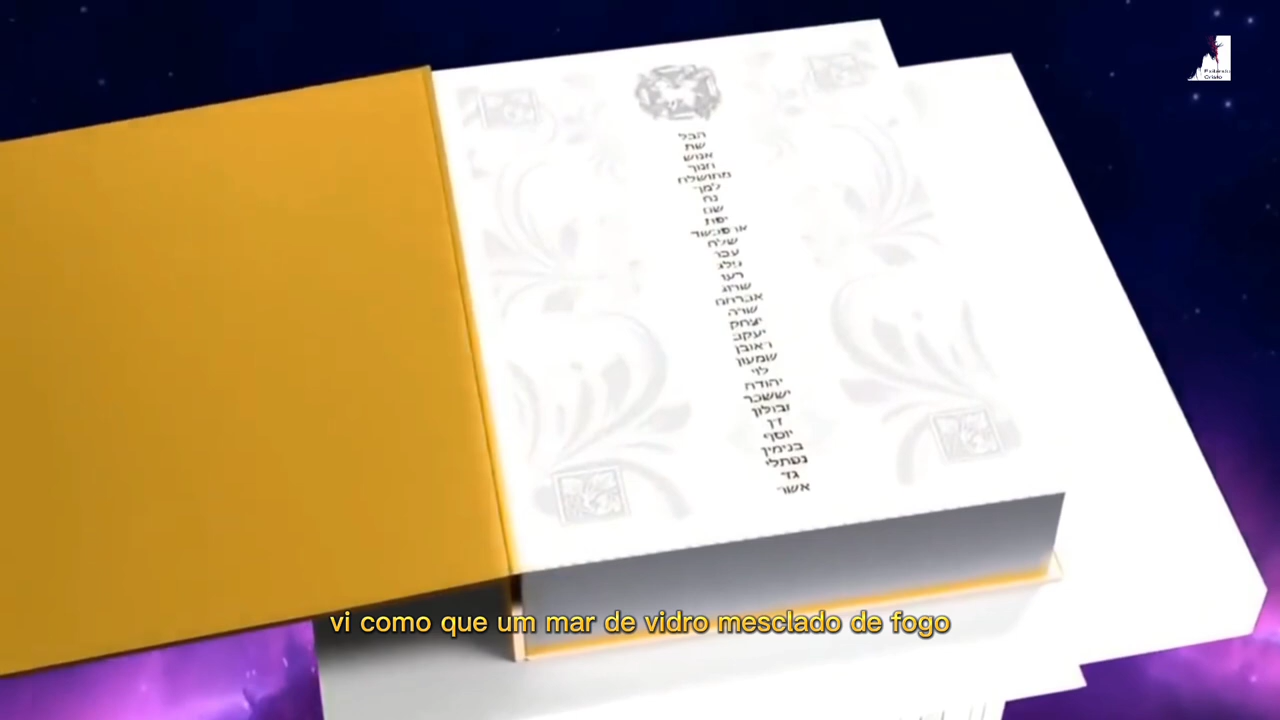 הבל
שת
אנוש
חנוך
מתושלח
למך
נח
שם
יפת
ארפכשד
שלח
עבר
פלג
רעו
שרוג
אברהם
שרה
יצחק
יעקב
ראובן
שמעון
לוי
יהודה
יששכר
זבולון
דן
יוסף
בנימין
נפתלי
גד
אשר
vi como que um mar de vidro mesclado de fogo